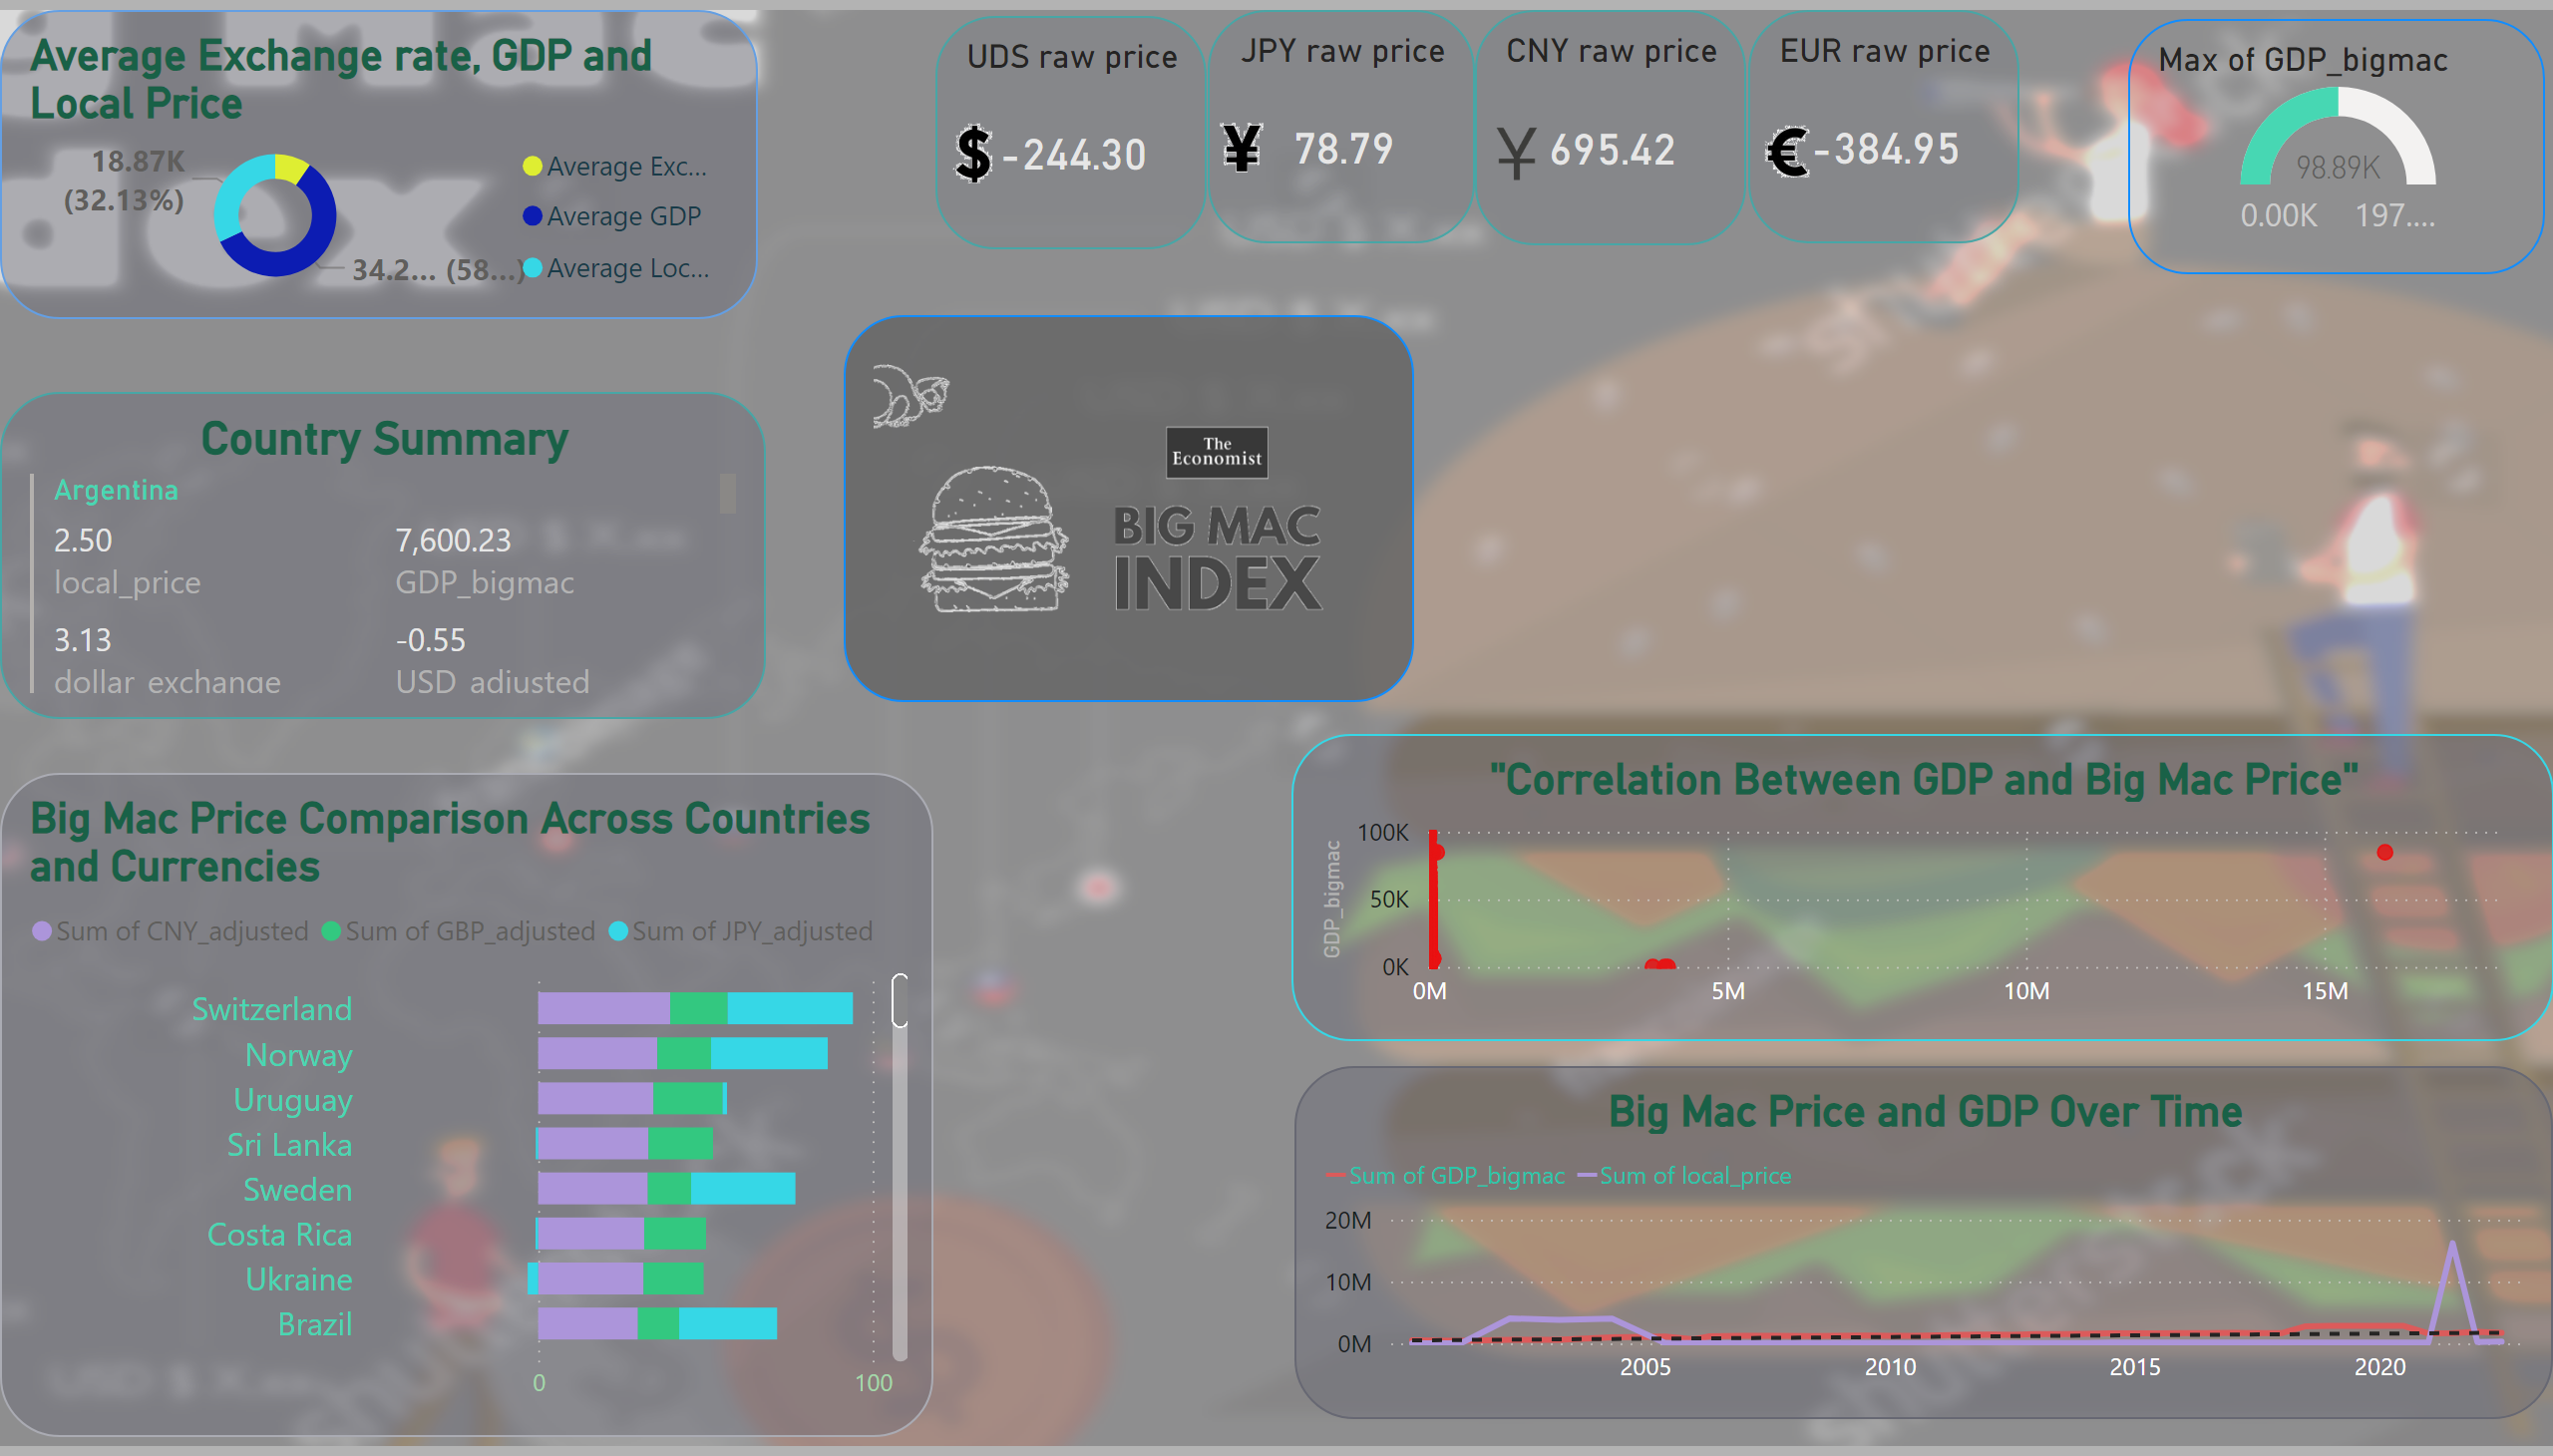 Average Exchange rate, GDP and
Local Price
18.87K
(32.13%)
34.2... (58...)
Average Exc...
Average GDP
Average Loc...
UDS raw price
$ -244.30
JPY raw price
¥ 78.79
CNY raw price
¥ 695.42
EUR raw price
€ -384.95
Max of GDP_bigmac
98.89K
0.00K 197....
Country Summary
Argentina
2.50 7,600.23
local_price GDP_bigmac
3.13 -0.55
dollar_exchange USD_adjusted
The
Economist
BIG MAC
INDEX
Big Mac Price Comparison Across Countries
and Currencies
Sum of CNY_adjusted Sum of GBP_adjusted Sum of JPY_adjusted
Switzerland
Norway
Uruguay
Sri Lanka
Sweden
Costa Rica
Ukraine
Brazil
0 100
"Correlation Between GDP and Big Mac Price"
GDP_bigmac
100K
50K
0K
0M 5M 10M 15M
Big Mac Price and GDP Over Time
Sum of GDP_bigmac Sum of local_price
20M
10M
0M
2005 2010 2015 2020